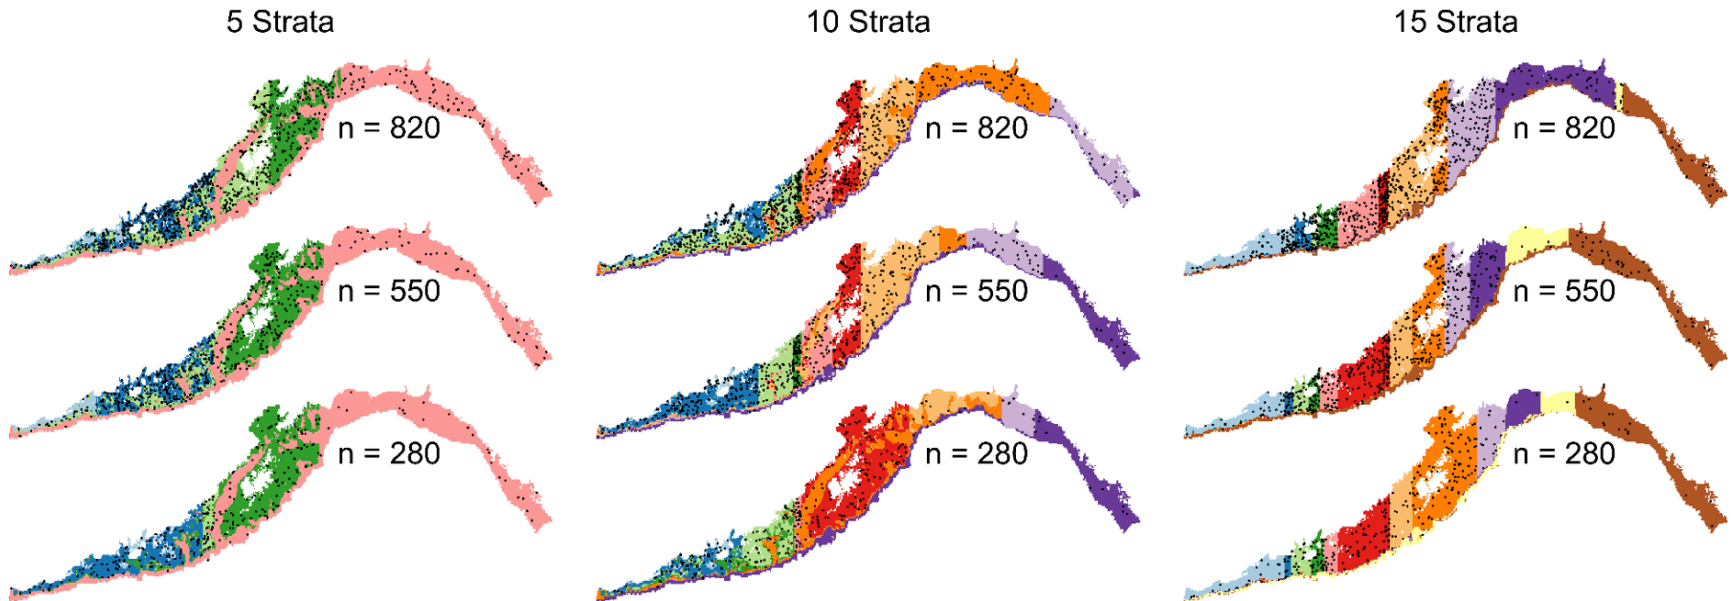 5 Strata
10 Strata
15 Strata
n = 820
n = 820
n = 820
n = 550
n = 550
n = 550
n = 280
n = 280
n = 280